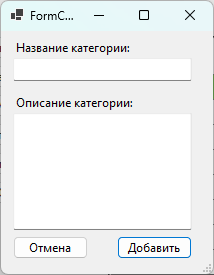 FormC...
Название категории:
Описание категории:
Отмена
Добавить